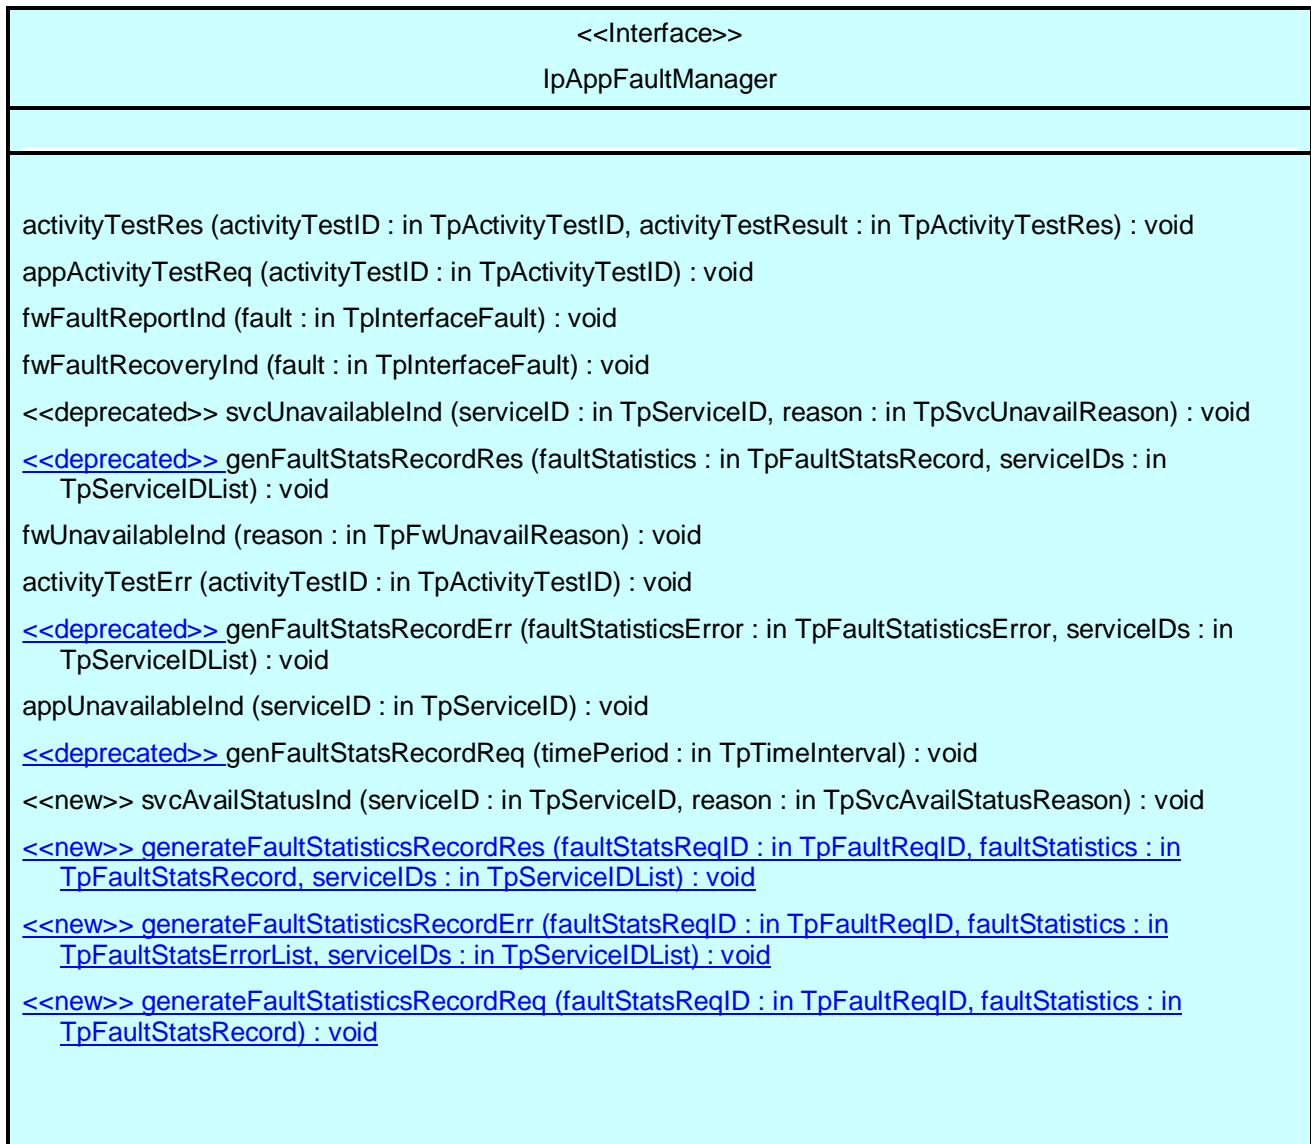 <<Interface>>
IpAppFaultManager
activityTestRes (activityTestID : in TpActivityTestID, activityTestResult : in TpActivityTestRes) : void
appActivityTestReq (activityTestID : in TpActivityTestID) : void
fwFaultReportInd (fault : in TpInterfaceFault) : void
fwFaultRecoveryInd (fault : in TpInterfaceFault) : void
<<deprecated>> svcUnavailableInd (serviceID : in TpServiceID, reason : in TpSvcUnavailReason) : void
<<deprecated>> genFaultStatsRecordRes (faultStatistics : in TpFaultStatsRecord, serviceIDs : in
TpServiceIDList) : void
fwUnavailableInd (reason : in TpFwUnavailReason) : void
activityTestErr (activityTestID : in TpActivityTestID) : void
<<deprecated>> genFaultStatsRecordErr (faultStatisticsError : in TpFaultStatisticsError, serviceIDs : in
TpServiceIDList) : void
appUnavailableInd (serviceID : in TpServiceID) : void
<<deprecated>> genFaultStatsRecordReq (timePeriod : in TpTimeInterval) : void
<<new>> svcAvailStatusInd (serviceID : in TpServiceID, reason : in TpSvcAvailStatusReason) : void
<<new>> generateFaultStatisticsRecordRes (faultStatsReqID : in TpFaultReqID, faultStatistics : in
TpFaultStatsRecord, serviceIDs : in TpServiceIDList) : void
<<new>> generateFaultStatisticsRecordErr (faultStatsReqID : in TpFaultReqID, faultStatistics : in
TpFaultStatsErrorList, serviceIDs : in TpServiceIDList) : void
<<new>> generateFaultStatisticsRecordReq (faultStatsReqID : in TpFaultReqID, faultStatistics : in
TpFaultStatsRecord) : void